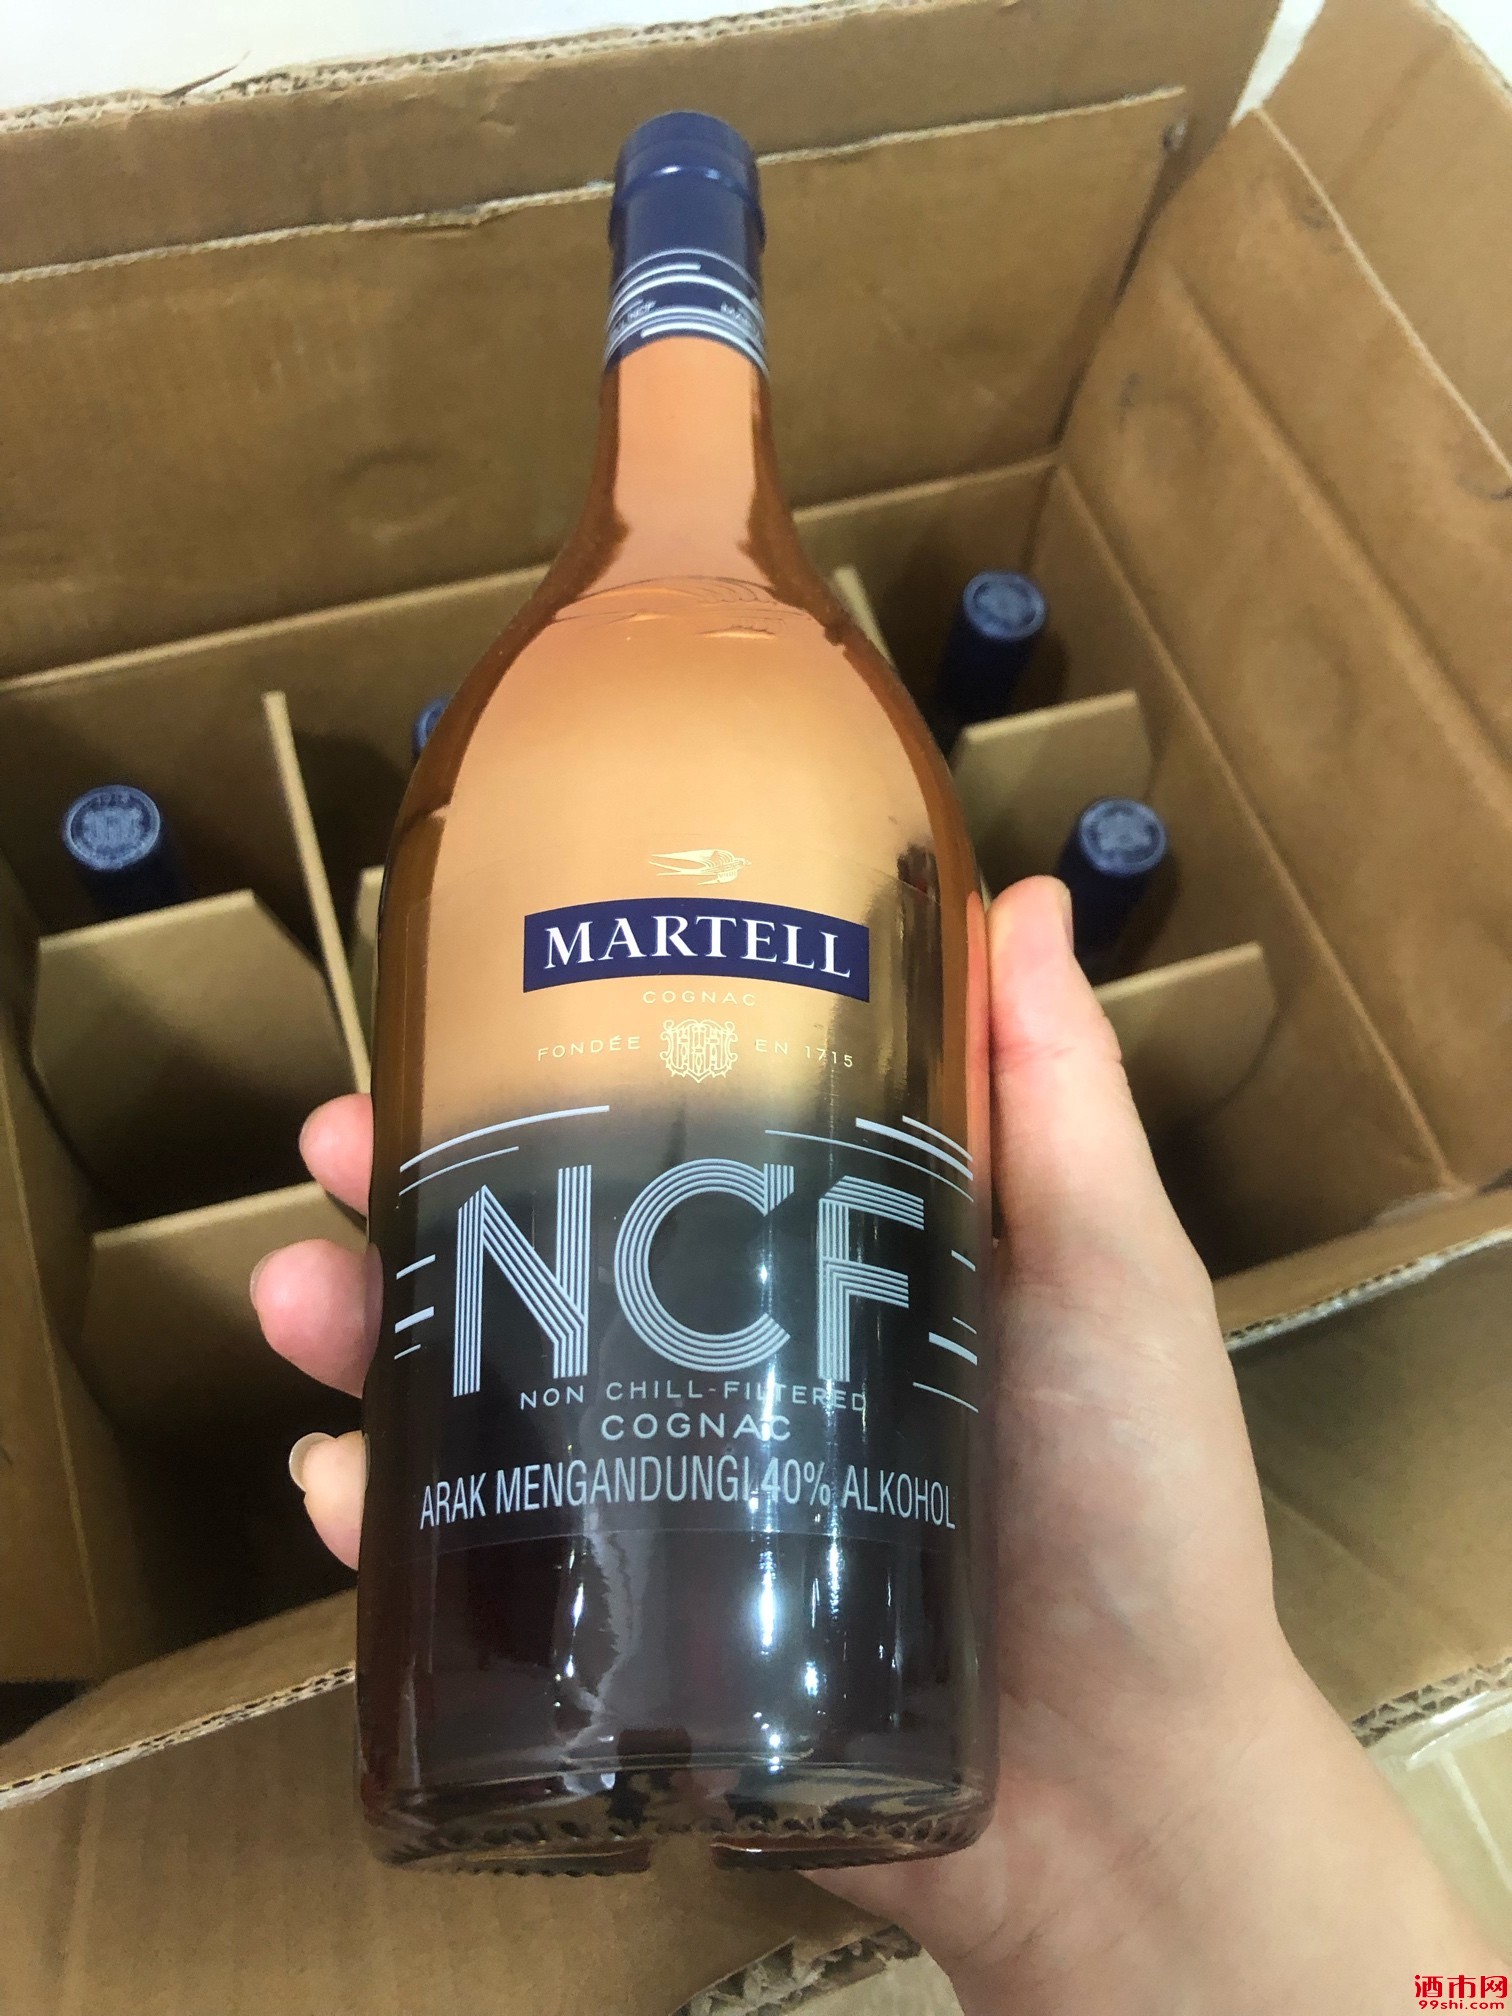 MARTELL
COGNAC
FONDÉE EN 1715
NCF
NON CHILL-FILTERED
COGNAC
ARAK MENGANDUNGI 40% ALKOHOL
酒市网
99shi.com